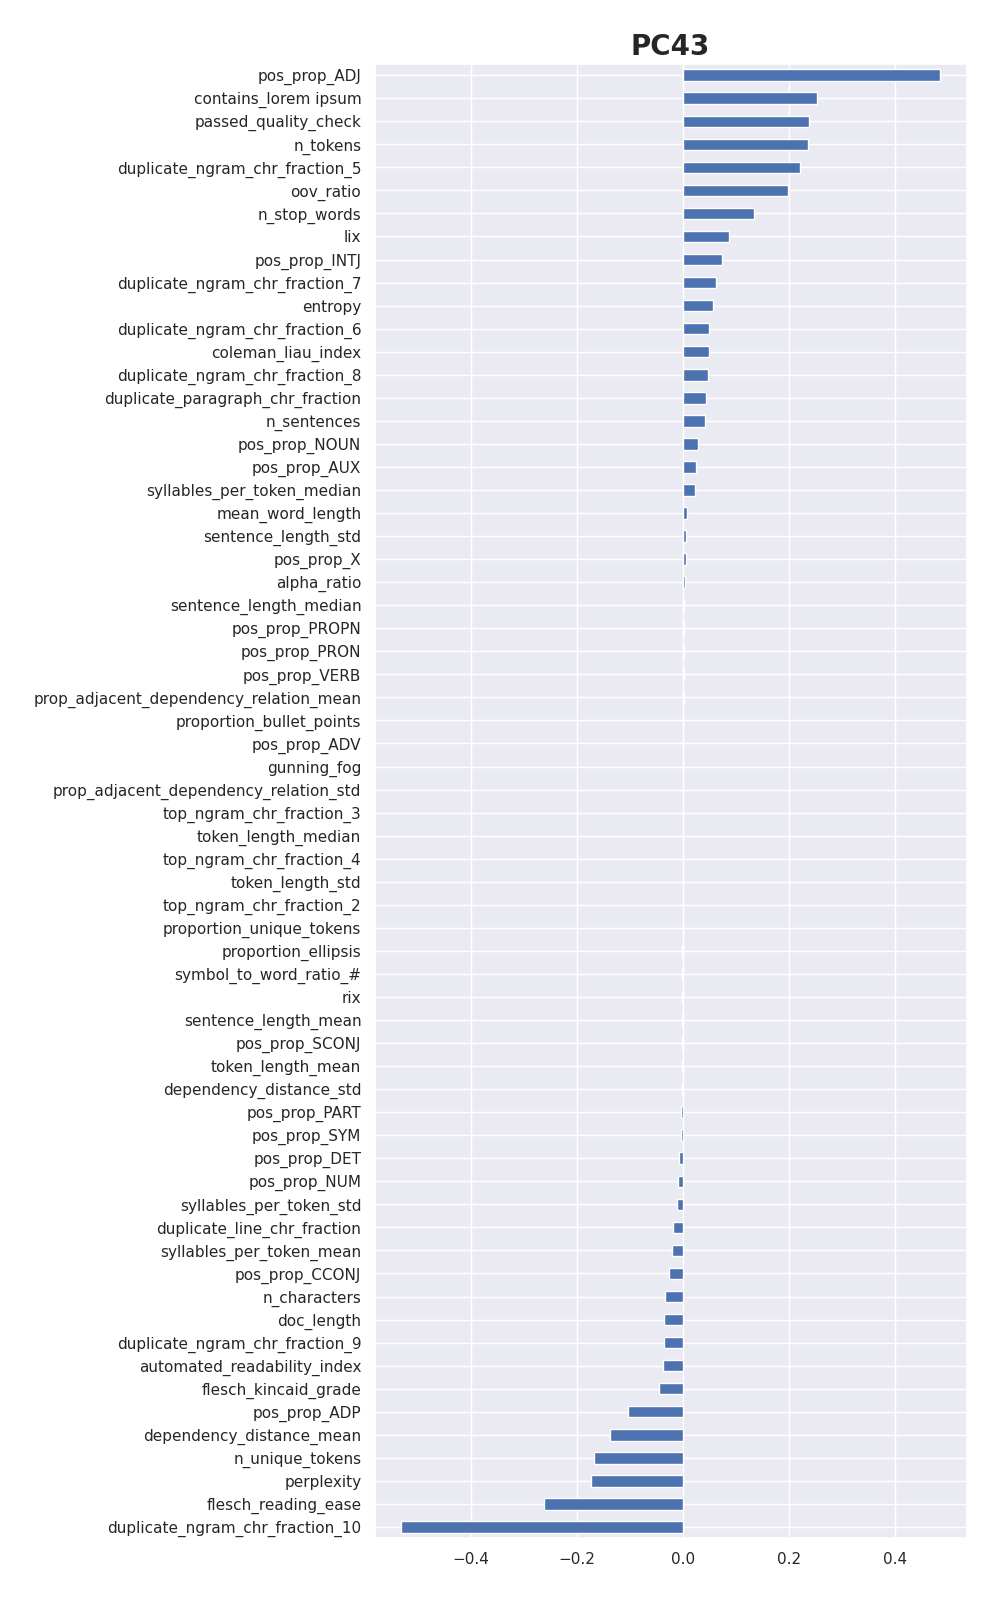 PC43
pos_prop_ADJ
contains_lorem ipsum
passed_quality_check
n_tokens
duplicate_ngram_chr_fraction_5
oov_ratio
n_stop_words
lix
pos_prop_INTJ
duplicate_ngram_chr_fraction_7
entropy
duplicate_ngram_chr_fraction_6
coleman_liau_index
duplicate_ngram_chr_fraction_8
duplicate_paragraph_chr_fraction
n_sentences
pos_prop_NOUN
pos_prop_AUX
syllables_per_token_median
mean_word_length
sentence_length_std
pos_prop_X
alpha_ratio
sentence_length_median
pos_prop_PROPN
pos_prop_PRON
pos_prop_VERB
prop_adjacent_dependency_relation_mean
proportion_bullet_points
pos_prop_ADV
gunning_fog
prop_adjacent_dependency_relation_std
top_ngram_chr_fraction_3
token_length_median
top_ngram_chr_fraction_4
token_length_std
top_ngram_chr_fraction_2
proportion_unique_tokens
proportion_ellipsis
symbol_to_word_ratio_#
rix
sentence_length_mean
pos_prop_SCONJ
token_length_mean
dependency_distance_std
pos_prop_PART
pos_prop_SYM
pos_prop_DET
pos_prop_NUM
syllables_per_token_std
duplicate_line_chr_fraction
syllables_per_token_mean
pos_prop_CCONJ
n_characters
doc_length
duplicate_ngram_chr_fraction_9
automated_readability_index
flesch_kincaid_grade
pos_prop_ADP
dependency_distance_mean
n_unique_tokens
perplexity
flesch_reading_ease
duplicate_ngram_chr_fraction_10
−0.4 −0.2 0.0 0.2 0.4